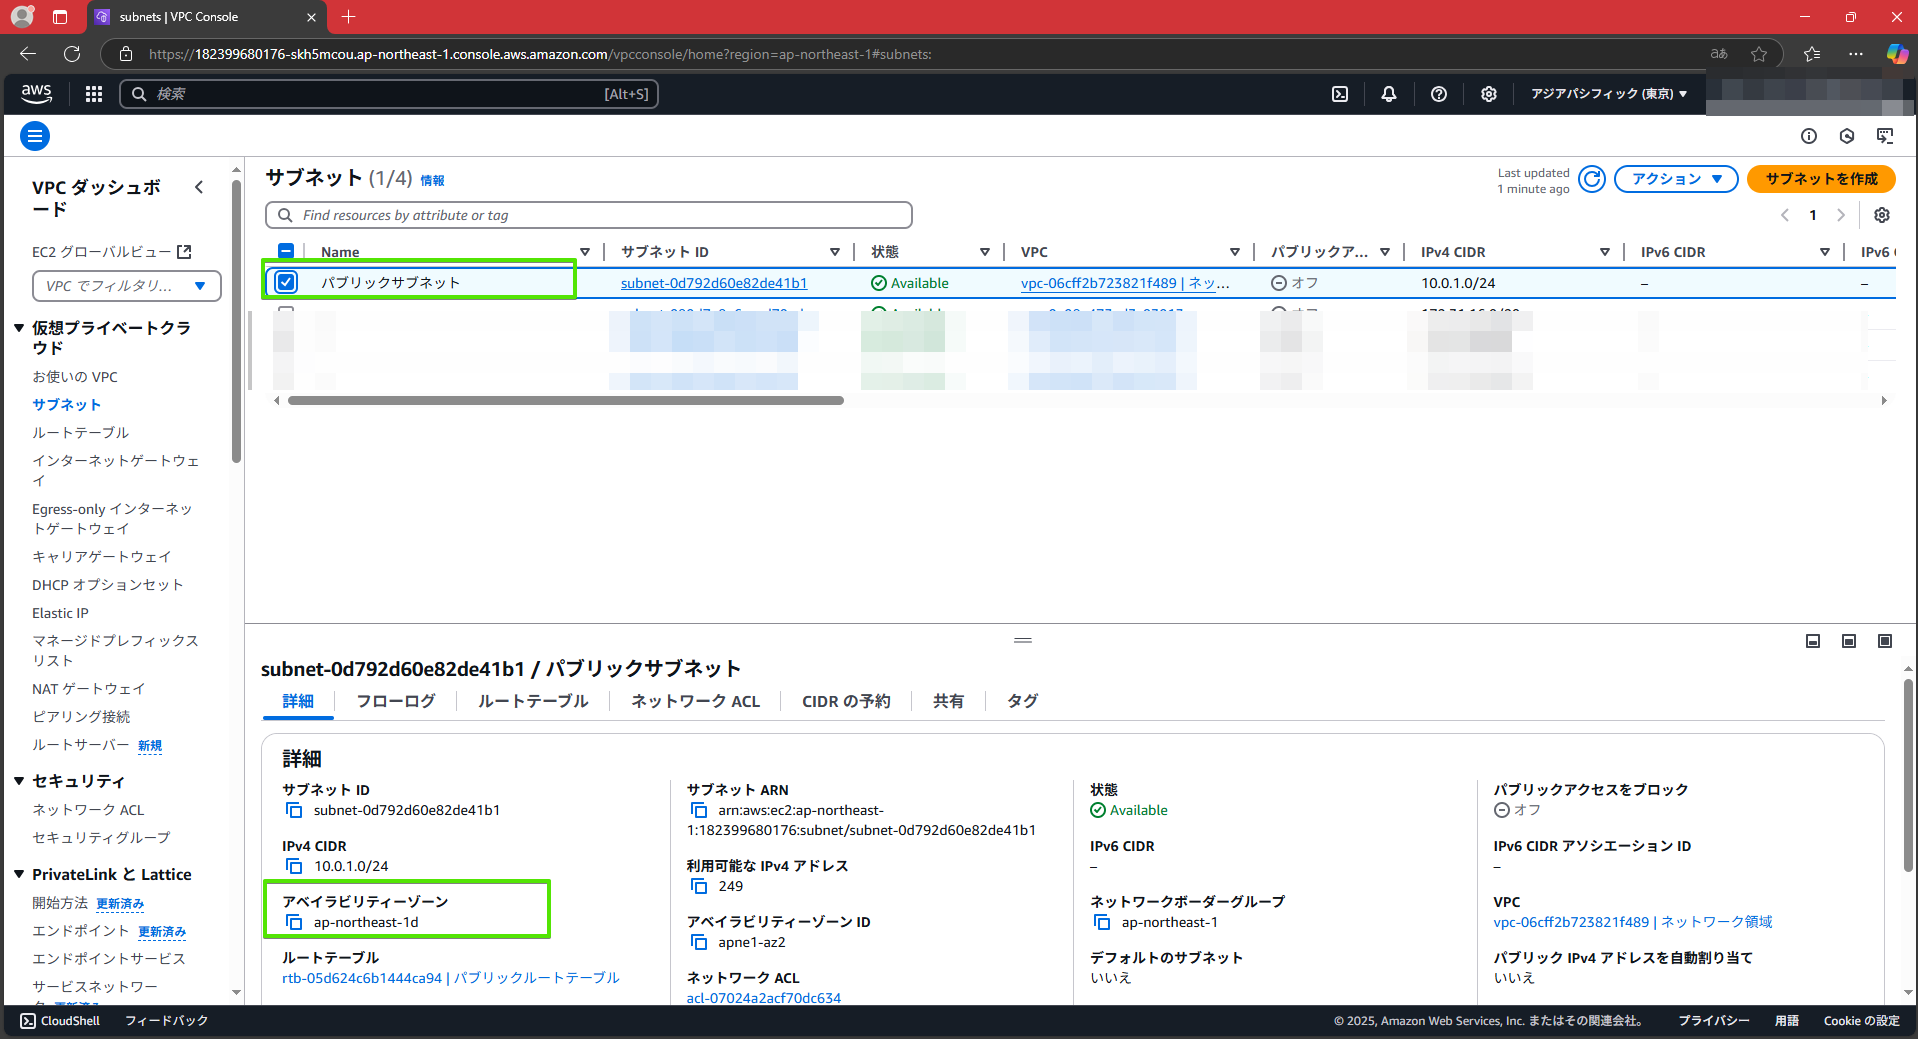 subnets | VPC Console
https://182399680176-skh5mcou.ap-northeast-1.console.aws.amazon.com/vpcconsole/home?region=ap-northeast-1#subnets:
aあ
aws
検索
[Alt+S]
アジアパシフィック (東京)
VPC ダッシュボ
ード
EC2 グローバルビュー
VPC でフィルタリ...
仮想プライベートクラ
ウド
お使いの VPC
サブネット
ルートテーブル
インターネットゲートウェ
イ
Egress-only インターネッ
トゲートウェイ
キャリアゲートウェイ
DHCP オプションセット
Elastic IP
マネージドプレフィックス
リスト
NAT ゲートウェイ
ピアリング接続
ルートサーバー 新規
セキュリティ
ネットワーク ACL
セキュリティグループ
PrivateLink と Lattice
開始方法 更新済み
エンドポイント 更新済み
エンドポイントサービス
サービスネットワー
ク 更新済み
サブネット (1/4) 情報
Last updated
1 minute ago
アクション
サブネットを作成
Find resources by attribute or tag
1
Name
サブネット ID
状態
VPC
パブリックア...
IPv4 CIDR
IPv6 CIDR
IPv6
パブリックサブネット
subnet-0d792d60e82de41b1
Available
vpc-06cff2b723821f489 | ネッ...
オフ
10.0.1.0/24
–
–
subnet-0d792d60e82de41b1 / パブリックサブネット
詳細
フローログ
ルートテーブル
ネットワーク ACL
CIDR の予約
共有
タグ
詳細
サブネット ID
subnet-0d792d60e82de41b1
IPv4 CIDR
10.0.1.0/24
アベイラビリティーゾーン
ap-northeast-1d
ルートテーブル
rtb-05d624c6b1444ca94 | パブリックルートテーブル
サブネット ARN
arn:aws:ec2:ap-northeast-
1:182399680176:subnet/subnet-0d792d60e82de41b1
利用可能な IPv4 アドレス
249
アベイラビリティーゾーン ID
apne1-az2
ネットワーク ACL
acl-07024a2acf70dc634
状態
Available
IPv6 CIDR
–
ネットワークボーダーグループ
ap-northeast-1
デフォルトのサブネット
いいえ
パブリックアクセスをブロック
オフ
IPv6 CIDR アソシエーション ID
–
VPC
vpc-06cff2b723821f489 | ネットワーク領域
パブリック IPv4 アドレスを自動割り当て
いいえ
CloudShell
フィードバック
© 2025, Amazon Web Services, Inc. またはその関連会社。
プライバシー
用語
Cookie の設定